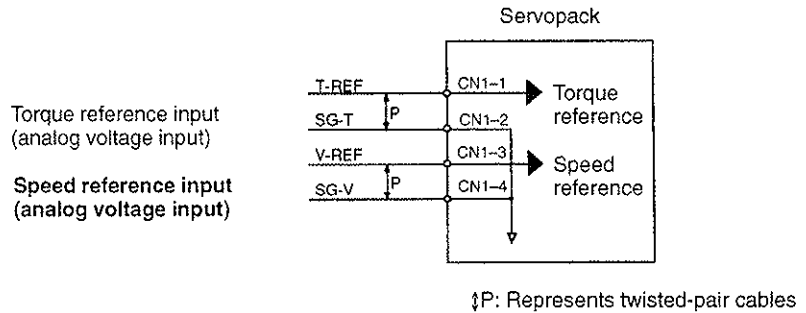 Servopack
T-REF
CN1-1
Torque reference
P
Torque reference input
(analog voltage input)
SG-T
CN1-2
V-REF
CN1-3
Speed reference
P
Speed reference input
(analog voltage input)
SG-V
CN1-4
P: Represents twisted-pair cables